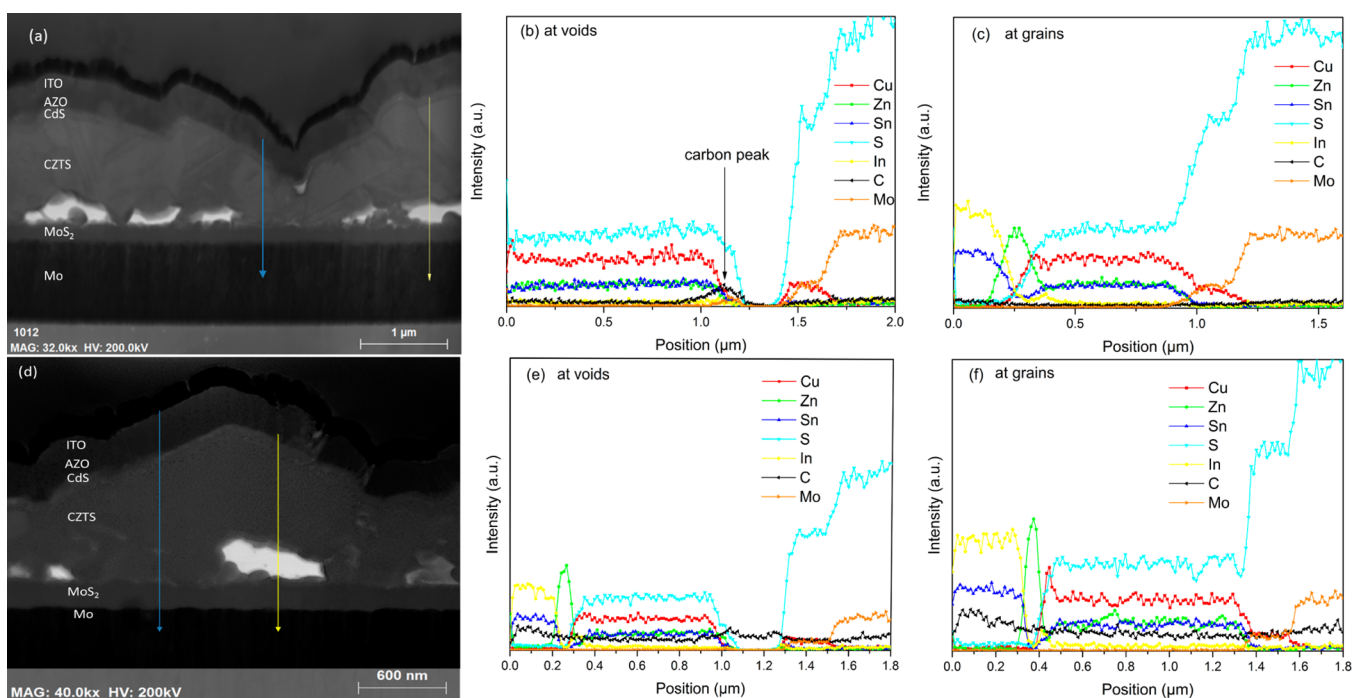 (a)
ITO
AZO
CdS
CZTS
MoS2
Mo
1012
MAG: 32.0kx HV: 200.0kV
1 µm
(b) at voids
Cu
Zn
Sn
S
In
C
Mo
carbon peak
Intensity (a.u.)
0.0 0.5 1.0 1.5 2.0
Position (µm)
(c) at grains
Cu
Zn
Sn
S
In
C
Mo
Intensity (a.u.)
0.0 0.5 1.0 1.5
Position (µm)
(d)
ITO
AZO
CdS
CZTS
MoS2
Mo
MAG: 40.0kx HV: 200kV
600 nm
(e) at voids
Cu
Zn
Sn
S
In
C
Mo
Intensity (a.u.)
0.0 0.2 0.4 0.6 0.8 1.0 1.2 1.4 1.6 1.8
Position (µm)
(f) at grains
Cu
Zn
Sn
S
In
C
Mo
Intensity (a.u.)
0.0 0.2 0.4 0.6 0.8 1.0 1.2 1.4 1.6 1.8
Position (µm)